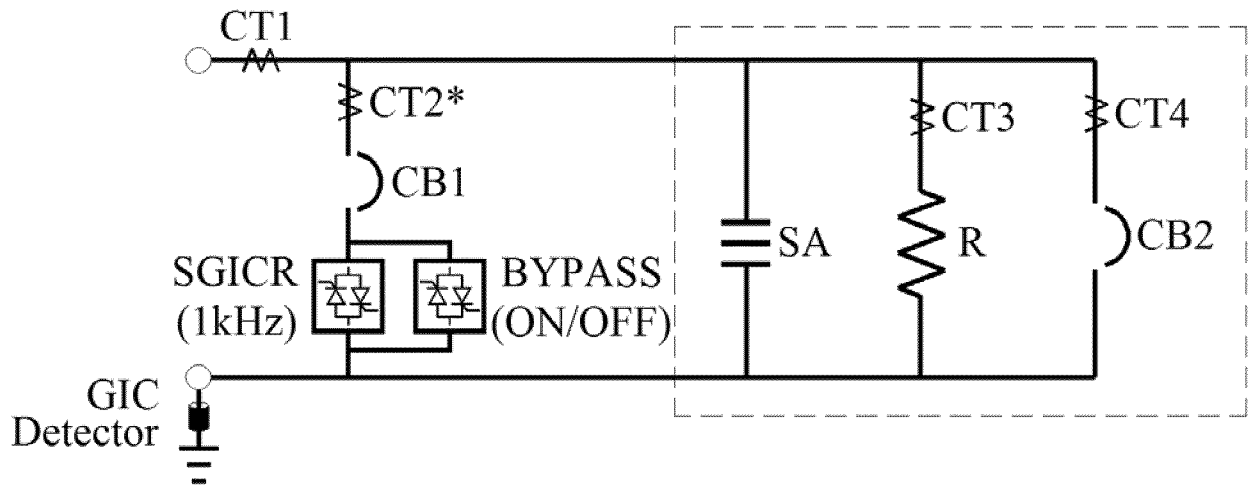 CT1
CT2*
CT3
CT4
CB1
SA
R
CB2
SGICR
(1kHz)
BYPASS
(ON/OFF)
GIC
Detector